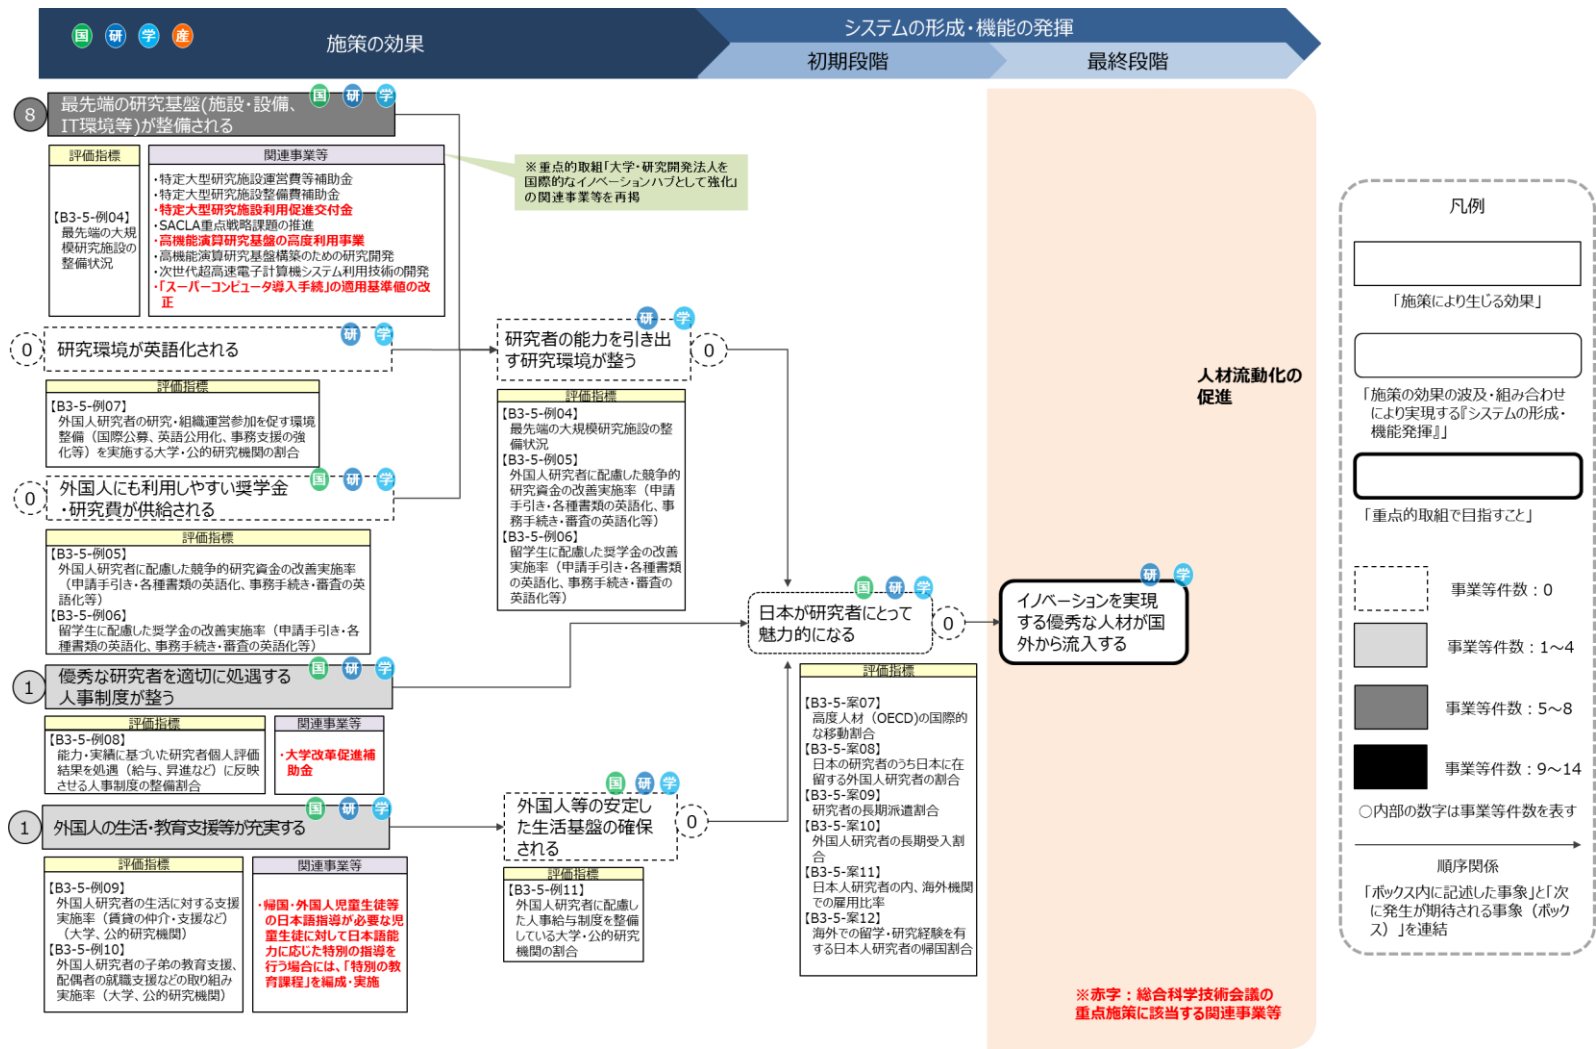 国 研 学 産
施策の効果
システムの形成・機能の発揮
初期段階
最終段階
国 研 学
8
最先端の研究基盤(施設・設備、
IT環境等)が整備される
評価指標
【B3-5-例04】
最先端の大規
模研究施設の
整備状況
関連事業等
・特定大型研究施設運営費等補助金
・特定大型研究施設整備費補助金
・特定大型研究施設利用促進交付金
・SACLA重点戦略課題の推進
・高機能演算研究基盤の高度利用事業
・高機能演算研究基盤構築のための研究開発
・次世代超高速電子計算機システム利用技術の開発
・「スーパーコンピュータ導入手続」の適用基準値の改
正
※重点的取組「大学・研究開発法人を
国際的なイノベーションハブとして強化」
の関連事業等を再掲
研 学
0
研究環境が英語化される
評価指標
【B3-5-例07】
外国人研究者の研究・組織運営参加を促す環境
整備（国際公募、英語公用化、事務支援の強
化等）を実施する大学・公的研究機関の割合
国 研 学
0
外国人にも利用しやすい奨学金
・研究費が供給される
評価指標
【B3-5-例05】
外国人研究者に配慮した競争的研究資金の改善実施率
（申請手引き・各種書類の英語化、事務手続き・審査の英
語化等）
【B3-5-例06】
留学生に配慮した奨学金の改善実施率（申請手引き・各
種書類の英語化、事務手続き・審査の英語化等）
国 研 学
1
優秀な研究者を適切に処遇する
人事制度が整う
評価指標
【B3-5-例08】
能力・実績に基づいた研究者個人評価
結果を処遇（給与、昇進など）に反映
させる人事制度の整備割合
関連事業等
・大学改革促進補
助金
国 研 学
1
外国人の生活・教育支援等が充実する
評価指標
【B3-5-例09】
外国人研究者の生活に対する支援
実施率（賃貸の仲介・支援など）
（大学、公的研究機関）
【B3-5-例10】
外国人研究者の子弟の教育支援、
配偶者の就職支援などの取り組み
実施率（大学、公的研究機関）
関連事業等
・帰国・外国人児童生徒等
の日本語指導が必要な児
童生徒に対して日本語能
力に応じた特別の指導を
行う場合には、「特別の教
育課程」を編成・実施
研 学
研究者の能力を引き出
す研究環境が整う
0
評価指標
【B3-5-例04】
最先端の大規模研究施設の整
備状況
【B3-5-例05】
外国人研究者に配慮した競争的
研究資金の改善実施率（申請
手引き・各種書類の英語化、事
務手続き・審査の英語化等）
【B3-5-例06】
留学生に配慮した奨学金の改善
実施率（申請手引き・各種書類
の英語化、事務手続き・審査の
英語化等）
国 研 学
外国人等の安定し
た生活基盤の確保
される
0
評価指標
【B3-5-例11】
外国人研究者に配慮し
た人事給与制度を整備
している大学・公的研究
機関の割合
国 研 学
日本が研究者にとって
魅力的になる
0
評価指標
【B3-5-案07】
高度人材（OECD)の国際的
な移動割合
【B3-5-案08】
日本の研究者のうち日本に在
留する外国人研究者の割合
【B3-5-案09】
研究者の長期派遣割合
【B3-5-案10】
外国人研究者の長期受入割
合
【B3-5-案11】
日本人研究者の内、海外機関
での雇用比率
【B3-5-案12】
海外での留学・研究経験を有
する日本人研究者の帰国割合
人材流動化の
促進
研 学
イノベーションを実現
する優秀な人材が国
外から流入する
※赤字：総合科学技術会議の
重点施策に該当する関連事業等
凡例
「施策により生じる効果」
「施策の効果の波及・組み合わせ
により実現する『システムの形成・
機能発揮』」
「重点的取組で目指すこと」
事業等件数：0
事業等件数：1～4
事業等件数：5～8
事業等件数：9～14
○内部の数字は事業等件数を表す
順序関係
「ボックス内に記述した事象」と「次
に発生が期待される事象（ボック
ス）」を連結